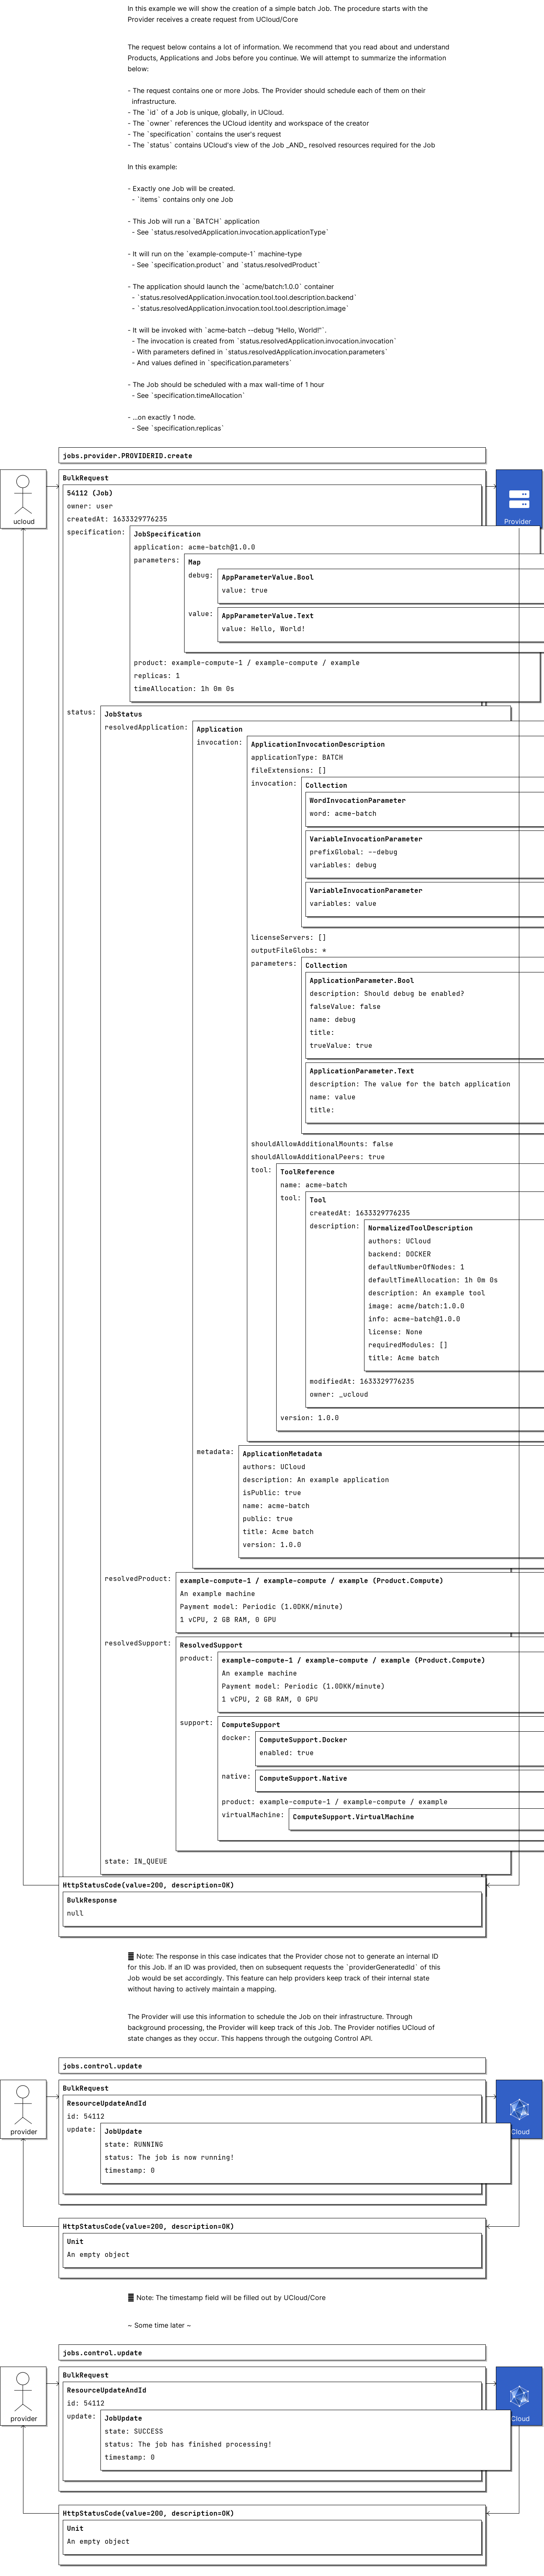 In this example we will show the creation of a simple batch Job. The procedure starts with the
Provider receives a create request from UCloud/Core
The request below contains a lot of information. We recommend that you read about and understand
Products, Applications and Jobs before you continue. We will attempt to summarize the information
below:
- The request contains one or more Jobs. The Provider should schedule each of them on their
infrastructure.
- The `id` of a Job is unique, globally, in UCloud.
- The `owner` references the UCloud identity and workspace of the creator
- The `specification` contains the user's request
- The `status` contains UCloud's view of the Job _AND_ resolved resources required for the Job
In this example:
- Exactly one Job will be created.
- `items` contains only one Job
- This Job will run a `BATCH` application
- See `status.resolvedApplication.invocation.applicationType`
- It will run on the `example-compute-1` machine-type
- See `specification.product` and `status.resolvedProduct`
- The application should launch the `acme/batch:1.0.0` container
- `status.resolvedApplication.invocation.tool.tool.description.backend`
- `status.resolvedApplication.invocation.tool.tool.description.image`
- It will be invoked with `acme-batch --debug "Hello, World!"`.
- The invocation is created from `status.resolvedApplication.invocation.invocation`
- With parameters defined in `status.resolvedApplication.invocation.parameters`
- And values defined in `specification.parameters`
- The Job should be scheduled with a max wall-time of 1 hour
- See `specification.timeAllocation`
- ...on exactly 1 node.
- See `specification.replicas`
jobs.provider.PROVIDERID.create
ucloud
Provider
BulkRequest
54112 (Job)
owner: user
createdAt: 1633329776235
specification:
JobSpecification
application: acme-batch@1.0.0
parameters:
Map
debug:
AppParameterValue.Bool
value: true
value:
AppParameterValue.Text
value: Hello, World!
product: example-compute-1 / example-compute / example
replicas: 1
timeAllocation: 1h 0m 0s
status:
JobStatus
resolvedApplication:
Application
invocation:
ApplicationInvocationDescription
applicationType: BATCH
fileExtensions: []
invocation:
Collection
WordInvocationParameter
word: acme-batch
VariableInvocationParameter
prefixGlobal: --debug
variables: debug
VariableInvocationParameter
variables: value
licenseServers: []
outputFileGlobs: *
parameters:
Collection
ApplicationParameter.Bool
description: Should debug be enabled?
falseValue: false
name: debug
title:
trueValue: true
ApplicationParameter.Text
description: The value for the batch application
name: value
title:
shouldAllowAdditionalMounts: false
shouldAllowAdditionalPeers: true
tool:
ToolReference
name: acme-batch
tool:
Tool
createdAt: 1633329776235
description:
NormalizedToolDescription
authors: UCloud
backend: DOCKER
defaultNumberOfNodes: 1
defaultTimeAllocation: 1h 0m 0s
description: An example tool
image: acme/batch:1.0.0
info: acme-batch@1.0.0
license: None
requiredModules: []
title: Acme batch
modifiedAt: 1633329776235
owner: _ucloud
version: 1.0.0
metadata:
ApplicationMetadata
authors: UCloud
description: An example application
isPublic: true
name: acme-batch
public: true
title: Acme batch
version: 1.0.0
resolvedProduct:
example-compute-1 / example-compute / example (Product.Compute)
An example machine
Payment model: Periodic (1.0DKK/minute)
1 vCPU, 2 GB RAM, 0 GPU
resolvedSupport:
ResolvedSupport
product:
example-compute-1 / example-compute / example (Product.Compute)
An example machine
Payment model: Periodic (1.0DKK/minute)
1 vCPU, 2 GB RAM, 0 GPU
support:
ComputeSupport
docker:
ComputeSupport.Docker
enabled: true
native:
ComputeSupport.Native
product: example-compute-1 / example-compute / example
virtualMachine:
ComputeSupport.VirtualMachine
state: IN_QUEUE
HttpStatusCode(value=200, description=OK)
BulkResponse
null
Note: The response in this case indicates that the Provider chose not to generate an internal ID
for this Job. If an ID was provided, then on subsequent requests the `providerGeneratedId` of this
Job would be set accordingly. This feature can help providers keep track of their internal state
without having to actively maintain a mapping.
The Provider will use this information to schedule the Job on their infrastructure. Through
background processing, the Provider will keep track of this Job. The Provider notifies UCloud of
state changes as they occur. This happens through the outgoing Control API.
jobs.control.update
provider
Cloud
BulkRequest
ResourceUpdateAndId
id: 54112
update:
JobUpdate
state: RUNNING
status: The job is now running!
timestamp: 0
HttpStatusCode(value=200, description=OK)
Unit
An empty object
Note: The timestamp field will be filled out by UCloud/Core
~ Some time later ~
jobs.control.update
provider
Cloud
BulkRequest
ResourceUpdateAndId
id: 54112
update:
JobUpdate
state: SUCCESS
status: The job has finished processing!
timestamp: 0
HttpStatusCode(value=200, description=OK)
Unit
An empty object